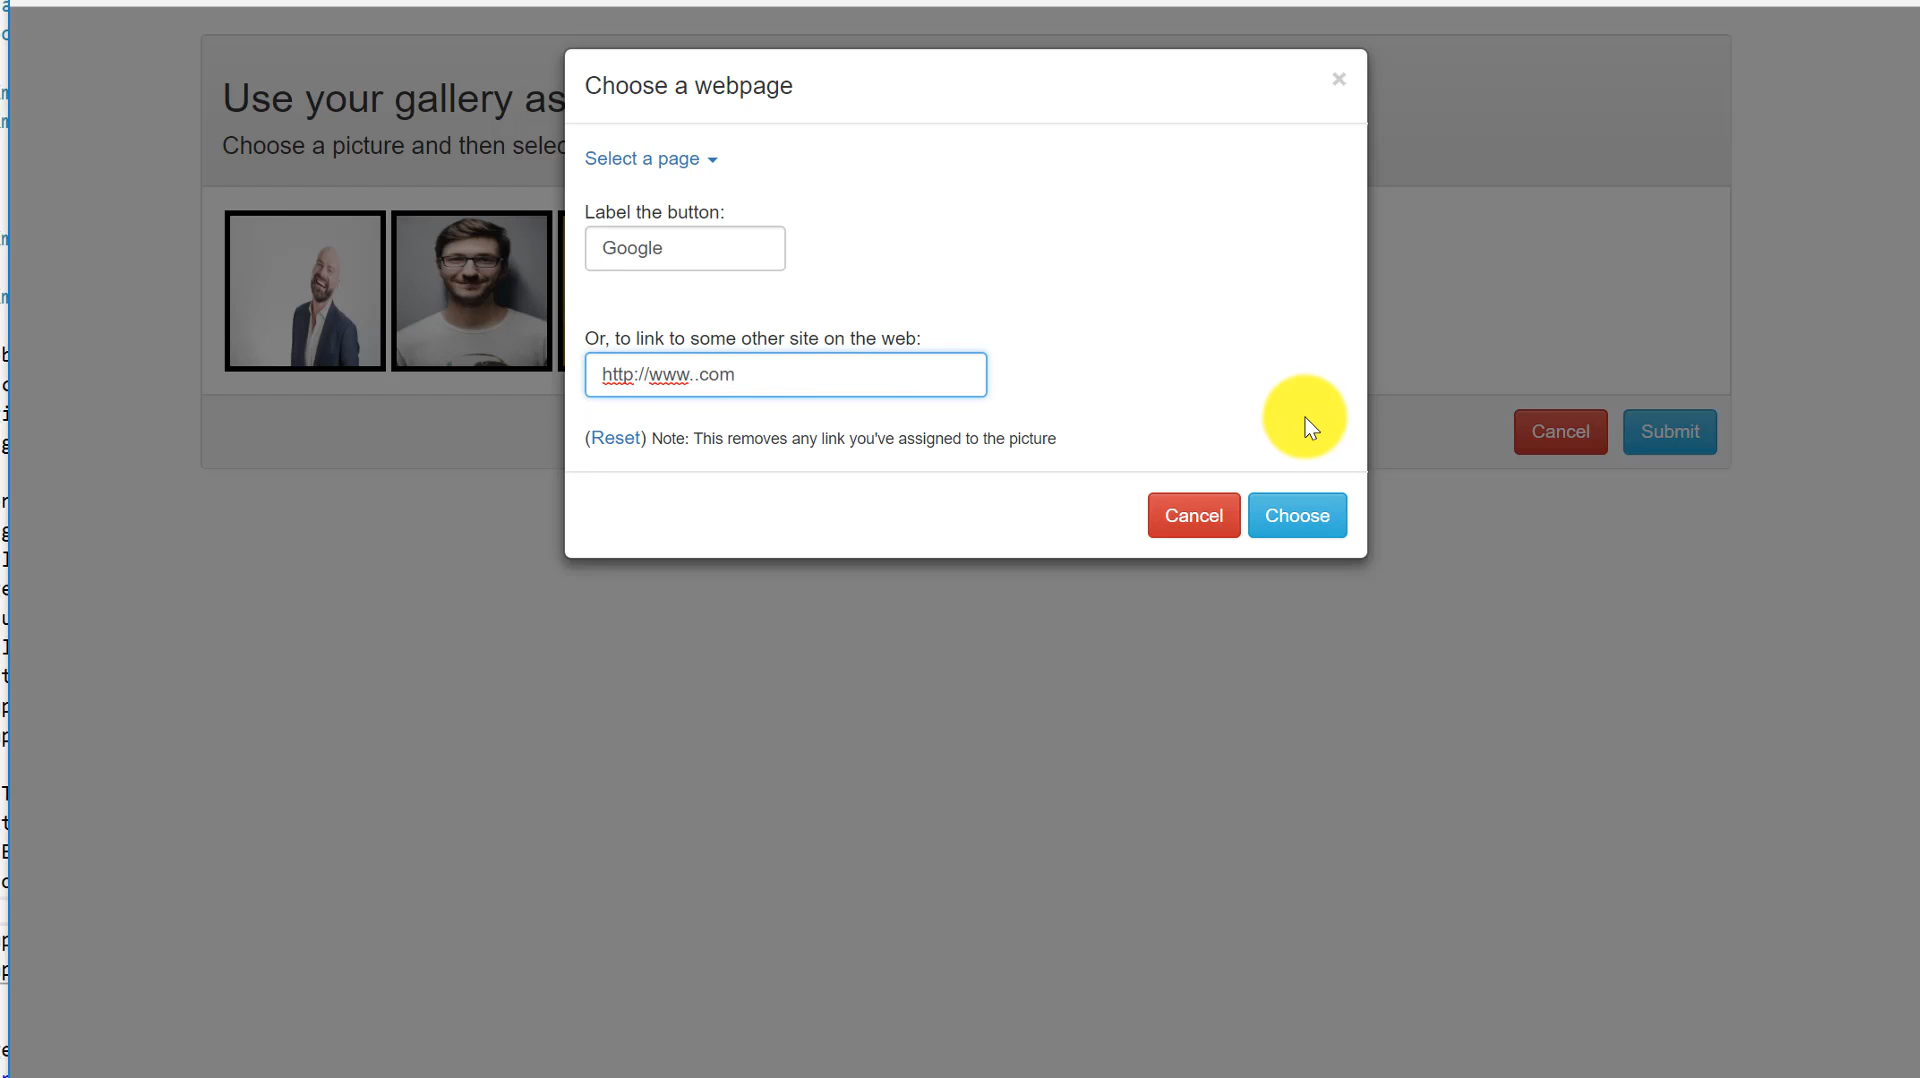 Use your gallery as
Choose a picture and then selec
Choose a webpage
×
Select a page
Label the button:
Google
Or, to link to some other site on the web:
http://www..com
(Reset) Note: This removes any link you've assigned to the picture
Cancel Choose
Cancel Submit